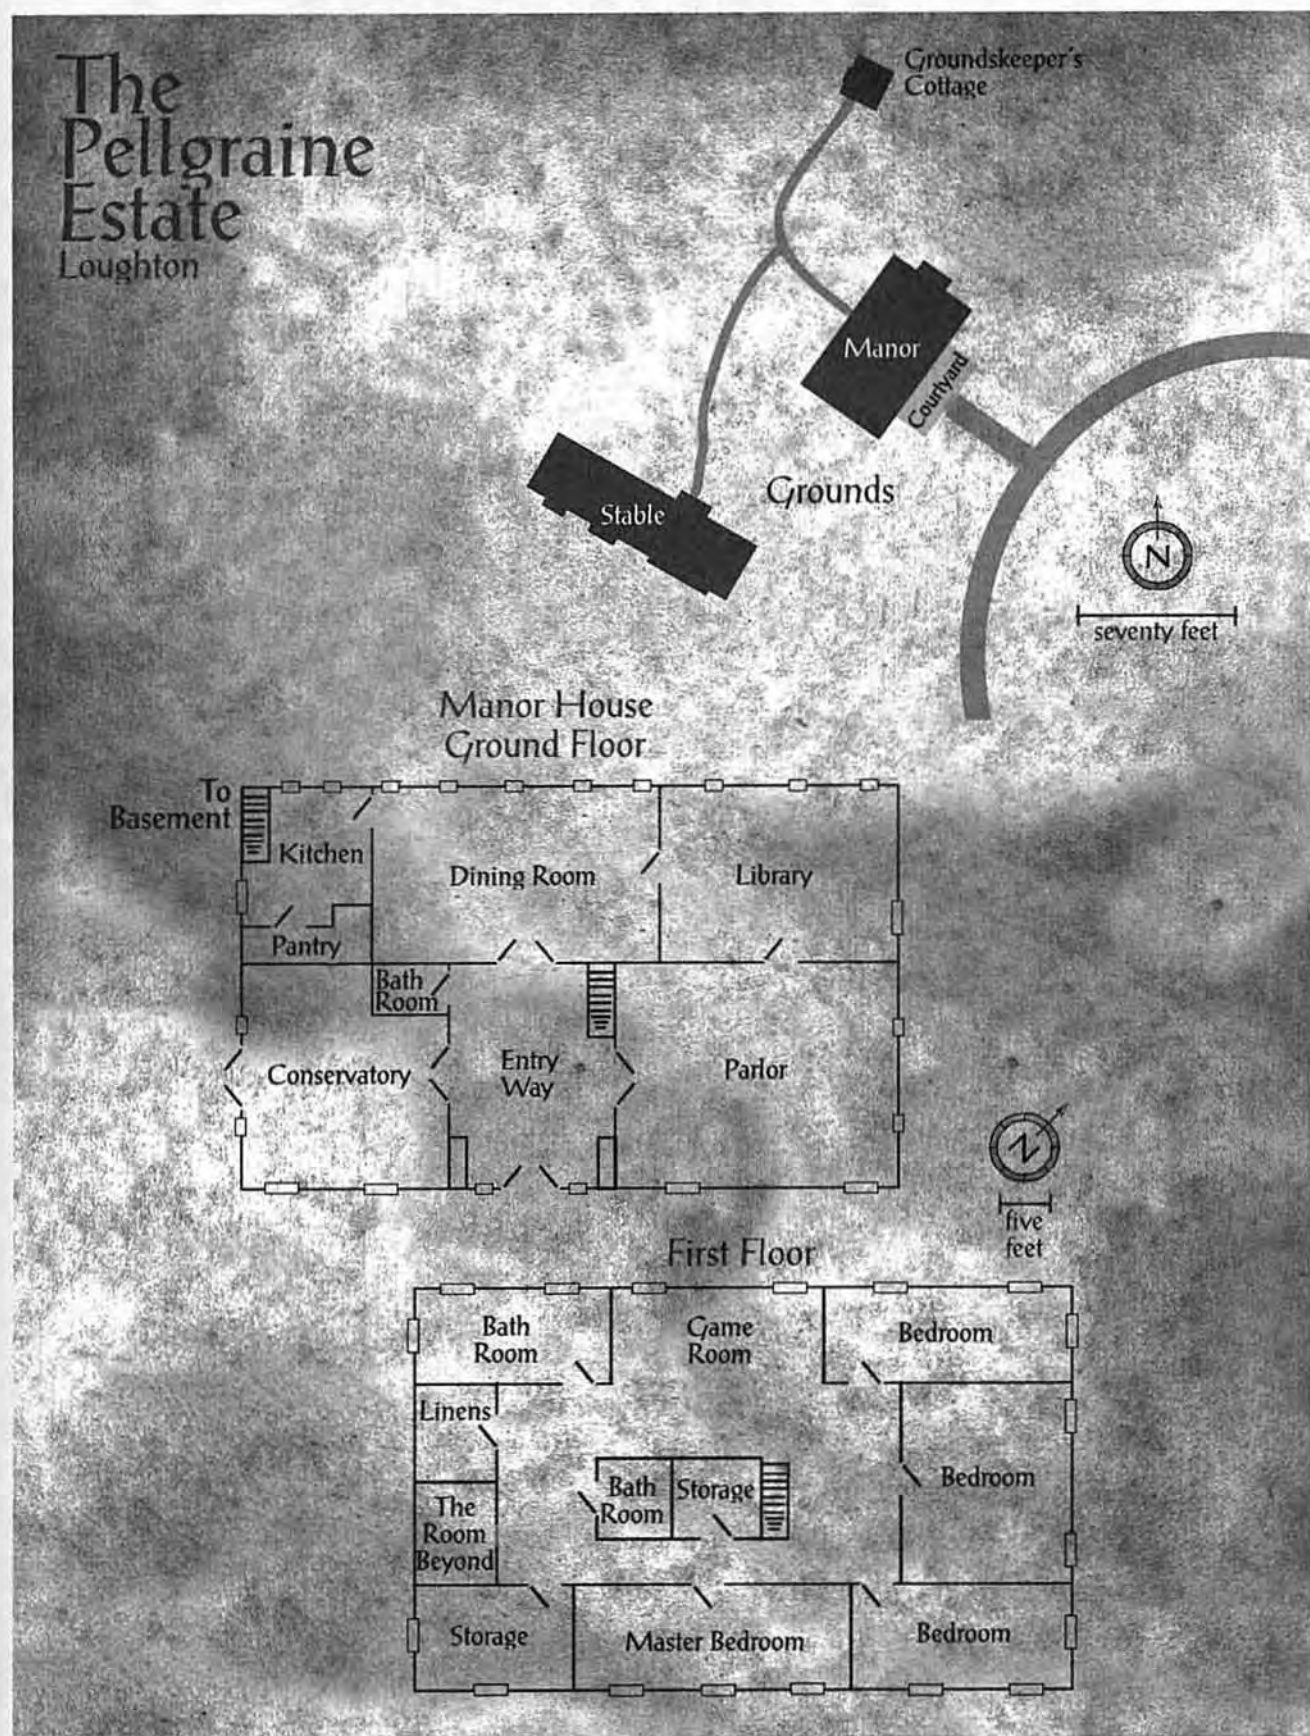 The
Pellgraine
Estate
Loughton
Groundskeeper's
Cottage
Manor
Courtyard
Grounds
Stable
N
seventy feet
Manor House
Ground Floor
To
Basement
Kitchen
Dining Room
Library
Pantry
Bath
Room
Conservatory
Entry
Way
Parlor
N
five
feet
First Floor
Bath
Room
Game
Room
Bedroom
Linens
Bath
Room
Storage
Bedroom
The
Room
Beyond
Storage
Master Bedroom
Bedroom